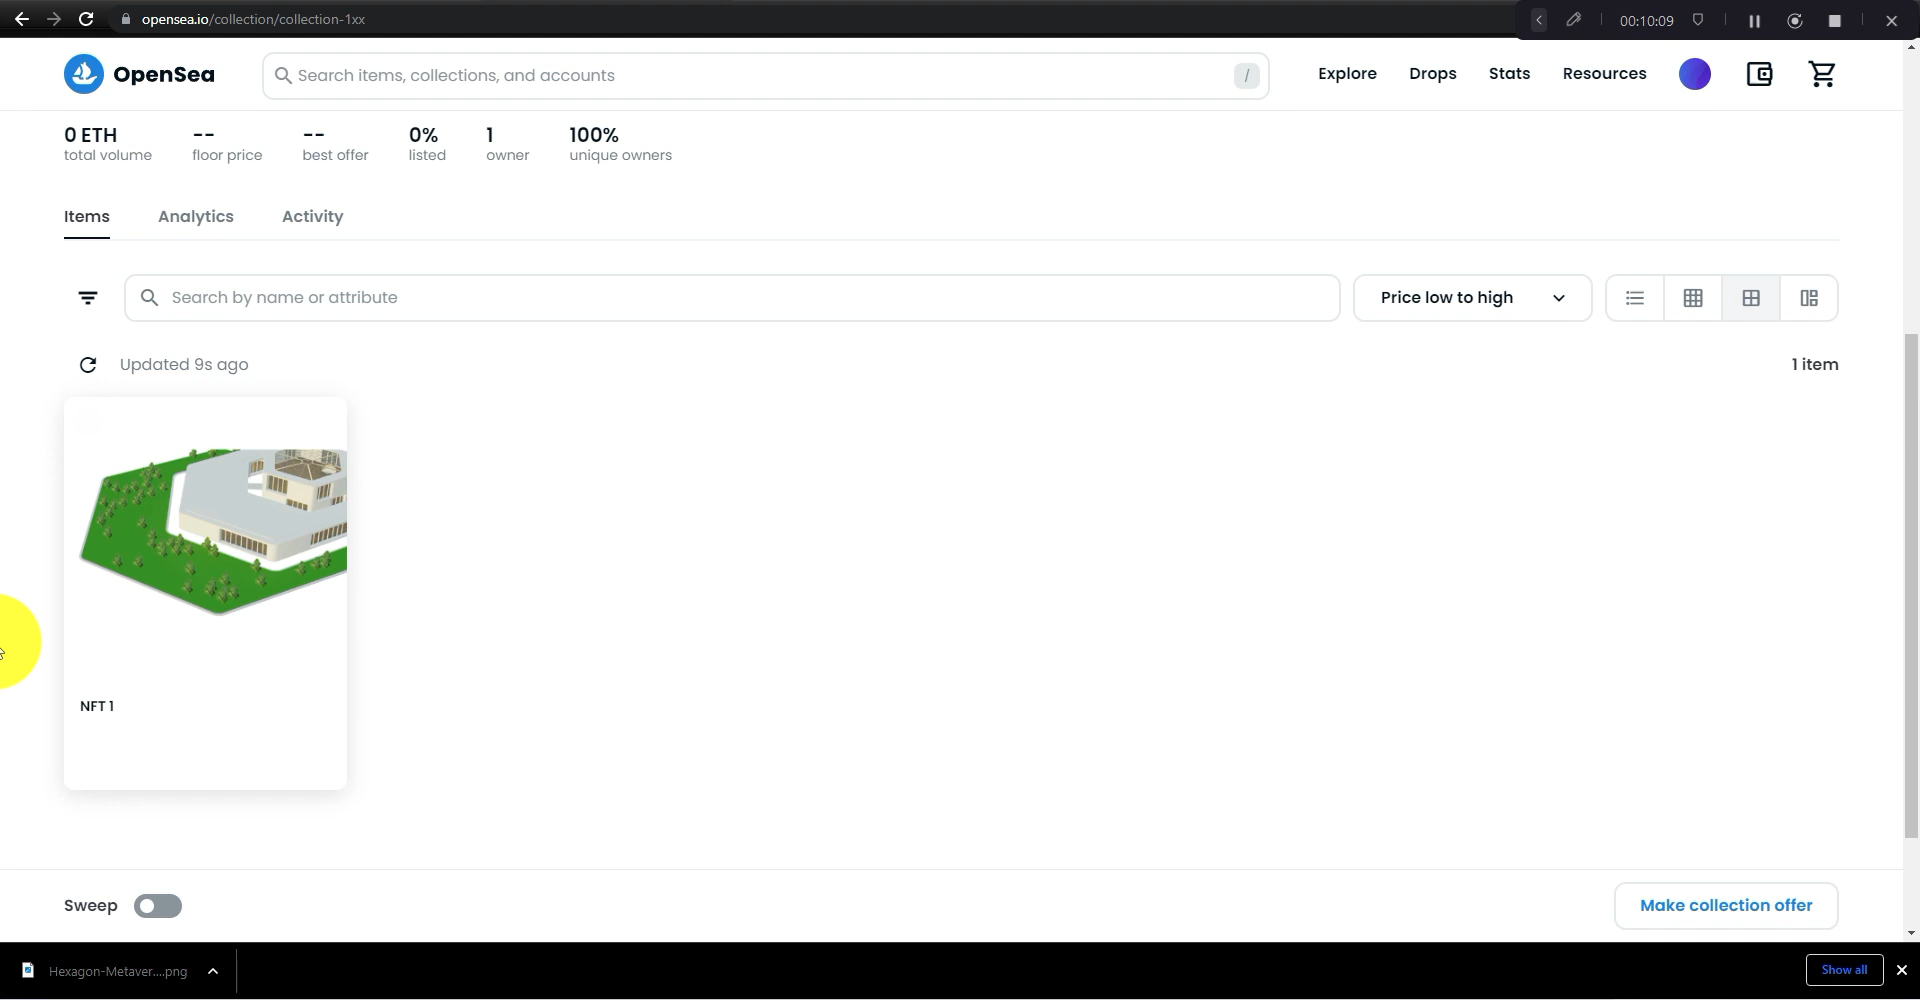 opensea.io/collection/collection-1xx
00:10:09
OpenSea
Search items, collections, and accounts
/
Explore
Drops
Stats
Resources
0 ETH
total volume
--
floor price
--
best offer
0%
listed
1
owner
100%
unique owners
Items
Analytics
Activity
Search by name or attribute
Price low to high
Updated 9s ago
1 item
NFT 1
Sweep
Make collection offer
Hexagon-Metaver....png
Show all